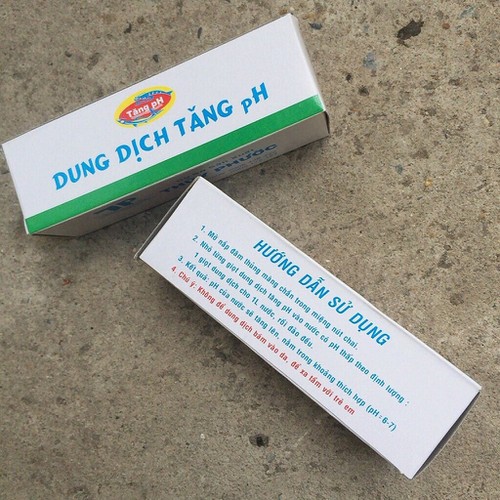 Tăng pH
DUNG DỊCH TĂNG pH
PHƯỚC
HƯỚNG DẪN SỬ DỤNG
1. Mở nắp đâm thủng màng chắn trong miệng nút chai.
2. Nhỏ từng giọt dung dịch tăng pH vào nước có pH thấp theo định lượng :
1 giọt dung dịch cho 1L nước, rồi đảo đều.
3. Kết quả: pH của nước sẽ tăng lên, nằm trong khoảng thích hợp (pH : 6-7)
4. Chú ý: Không để dung dịch bám vào da, để xa tầm với trẻ em